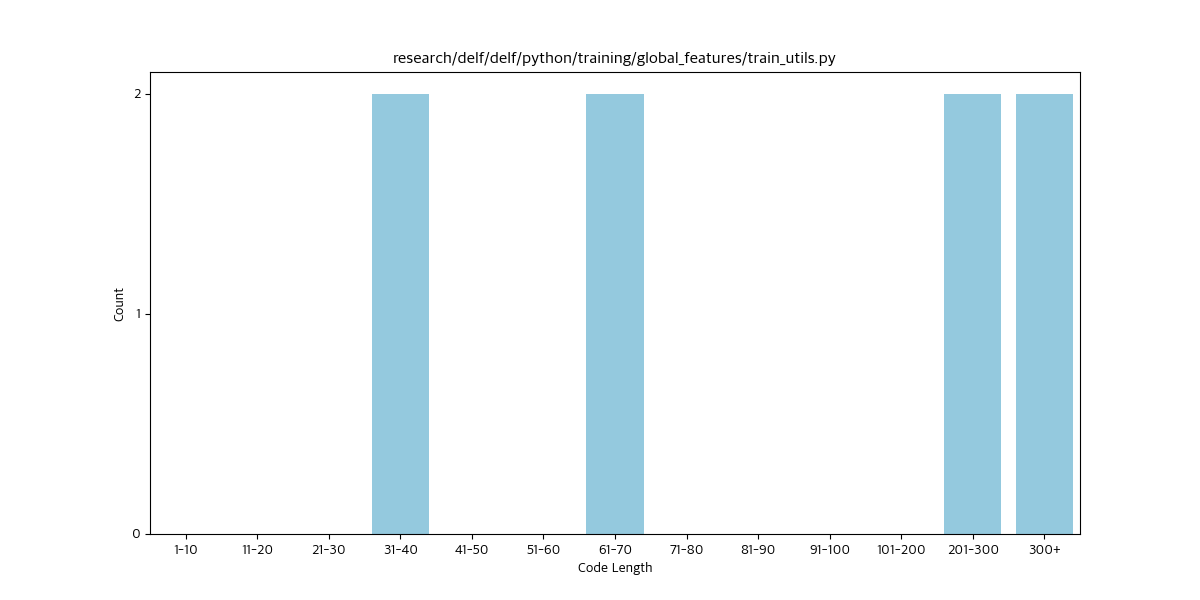 research/delf/delf/python/training/global_features/train_utils.py
2
1
0
Count
1-10 11-20 21-30 31-40 41-50 51-60 61-70 71-80 81-90 91-100 101-200 201-300 300+
Code Length